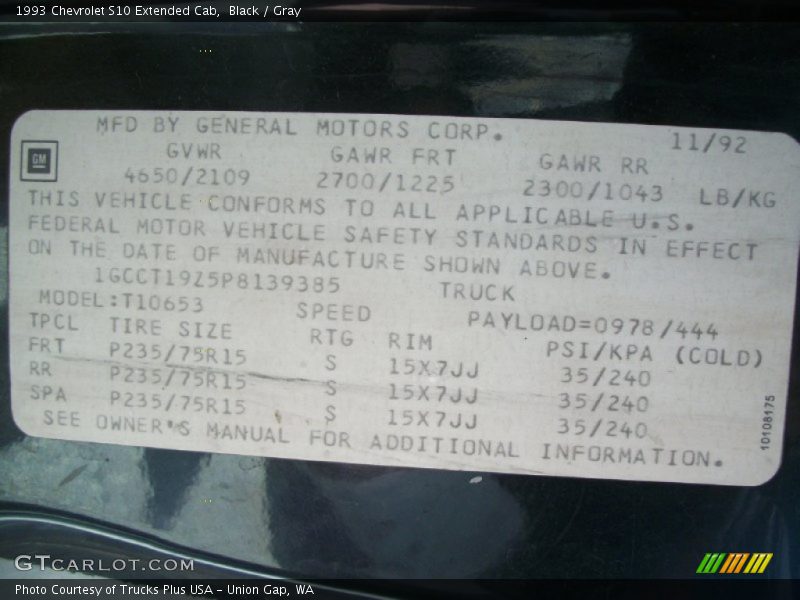 1993 Chevrolet S10 Extended Cab, Black / Gray
MFD BY GENERAL MOTORS CORP. 11/92
GM
GVWR GAWR FRT GAWR RR
4650/2109 2700/1225 2300/1043 LB/KG
THIS VEHICLE CONFORMS TO ALL APPLICABLE U.S.
FEDERAL MOTOR VEHICLE SAFETY STANDARDS IN EFFECT
ON THE DATE OF MANUFACTURE SHOWN ABOVE.
1GCCT19Z5P8139385 TRUCK
MODEL:T10653 SPEED PAYLOAD=0978/444
TPCL TIRE SIZE RTG RIM PSI/KPA (COLD)
FRT P235/75R15 S 15X7JJ 35/240
RR P235/75R15 S 15X7JJ 35/240
SPA P235/75R15 S 15X7JJ 35/240
SEE OWNER'S MANUAL FOR ADDITIONAL INFORMATION.
10108175
GTCARLOT.COM
Photo Courtesy of Trucks Plus USA - Union Gap, WA